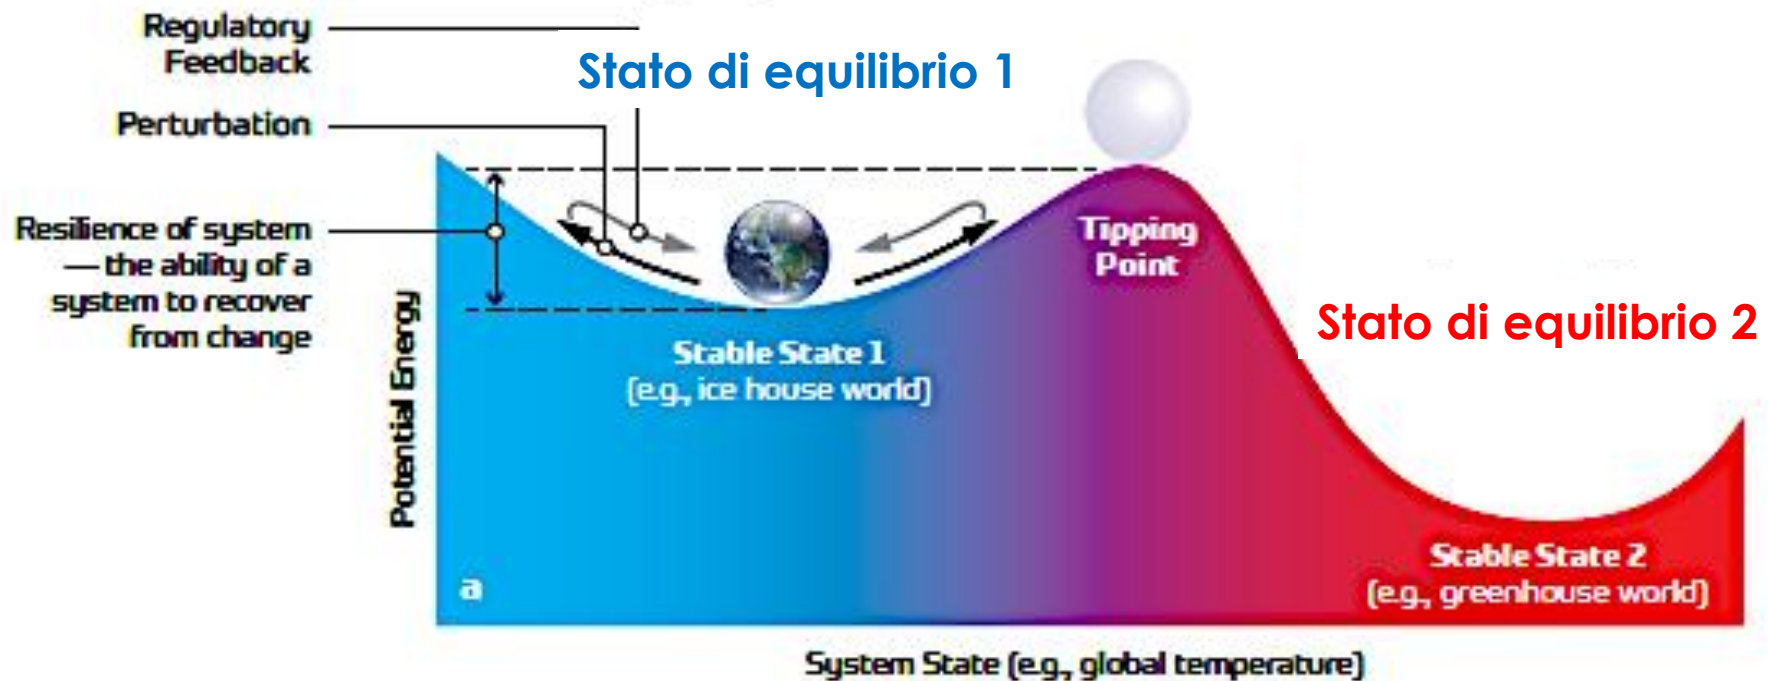 Regulatory
Feedback
Stato di equilibrio 1
Perturbation
Resilience of system
— the ability of a
system to recover
from change
Tipping
Point
Stato di equilibrio 2
Potential Energy
Stable State 1
(e.g., ice house world)
Stable State 2
(e.g., greenhouse world)
a
System State (e.g., global temperature)